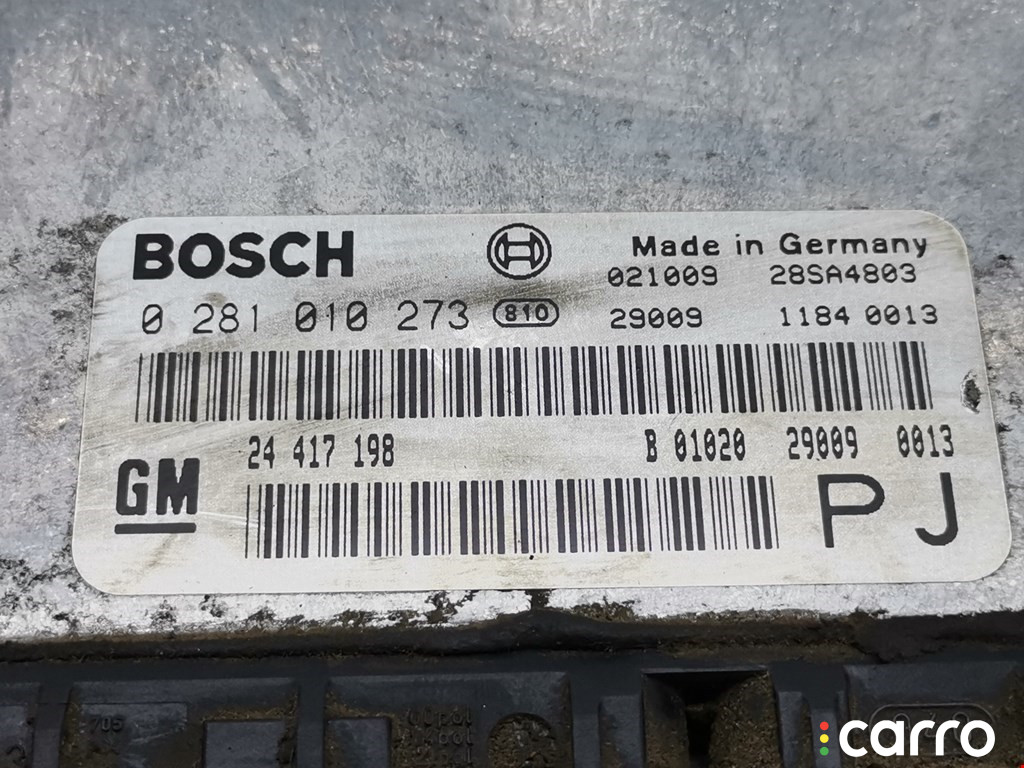 BOSCH Made in Germany
021009 28SA4803
0 281 010 273 810 29009 1184 0013
24 417 198 B 01020 29009 0013
GM PJ
705
carro